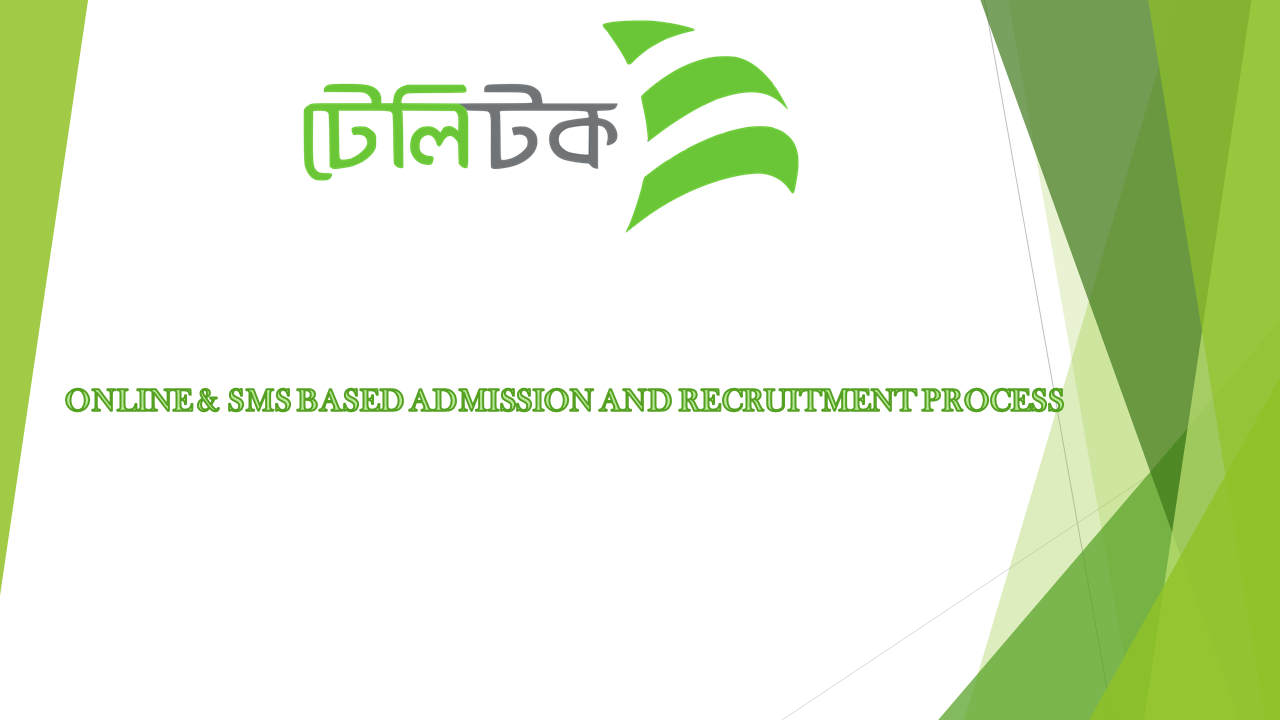 টেলিটক
ONLINE & SMS BASED ADMISSION AND RECRUITMENT PROCESS